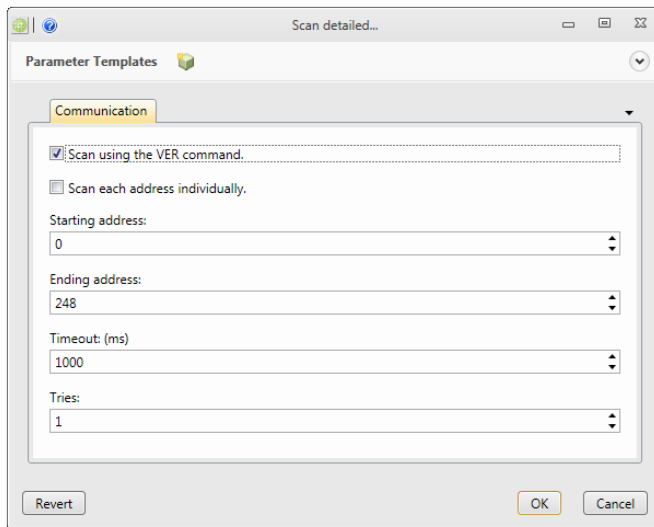 Scan detailed...
Parameter Templates
Communication
Scan using the VER command.
Scan each address individually.
Starting address:
0
Ending address:
248
Timeout: (ms)
1000
Tries:
1
Revert OK Cancel